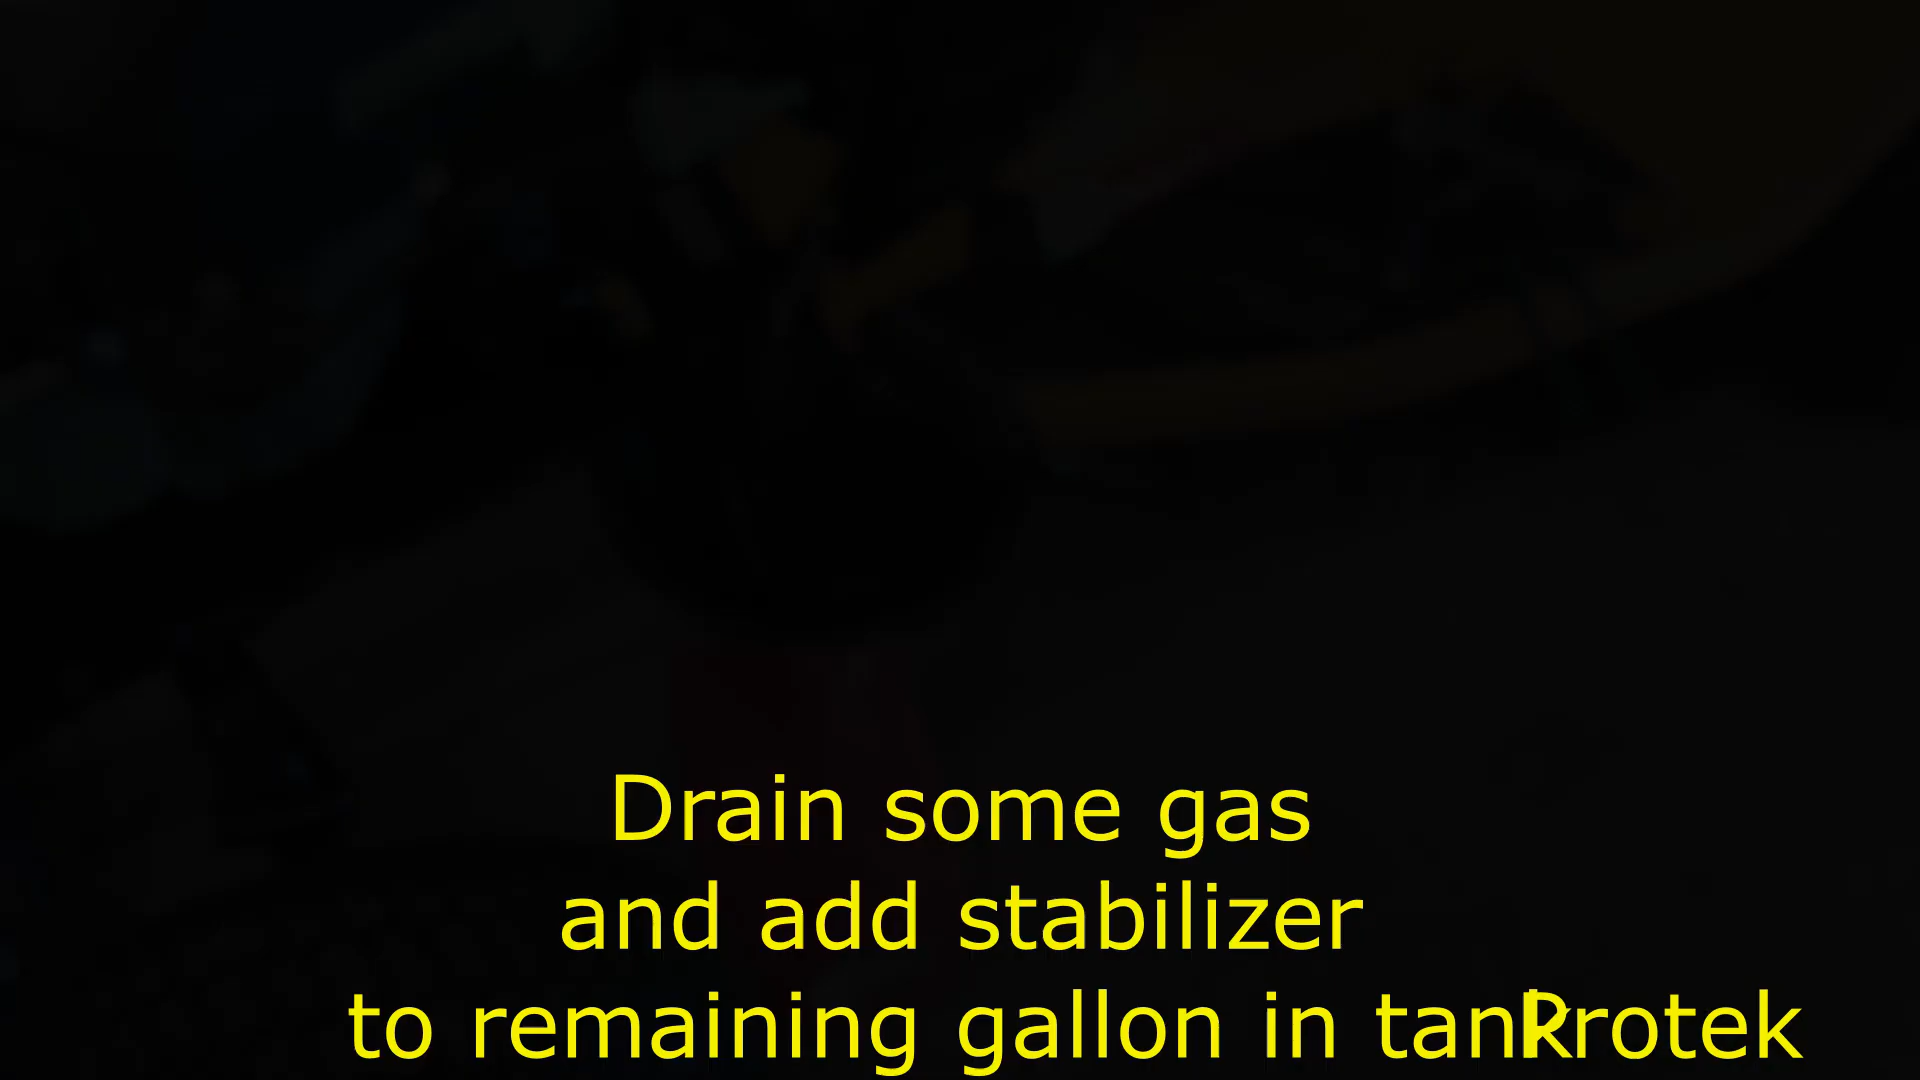 Drain some gas
and add stabilizer
to remaining gallon in tank
Protek